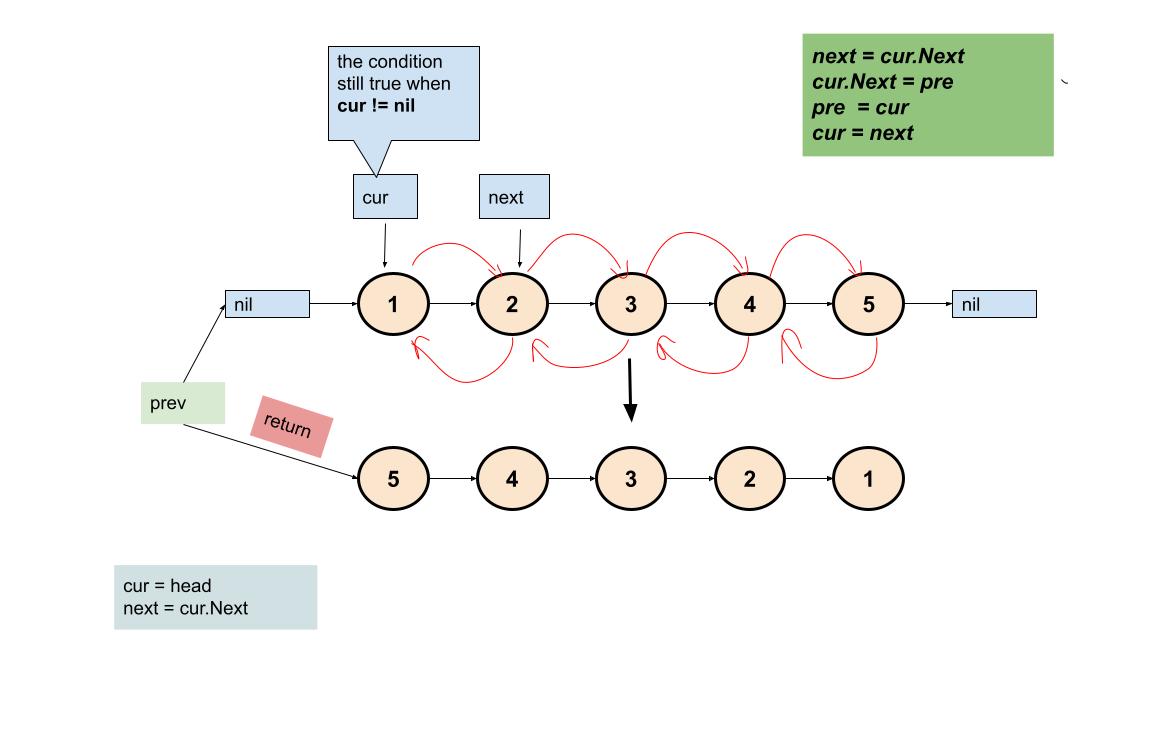 the condition
still true when
cur != nil
next = cur.Next
cur.Next = pre
pre  = cur
cur = next
cur
next
nil
1
2
3
4
5
nil
prev
return
5
4
3
2
1
cur = head
next = cur.Next